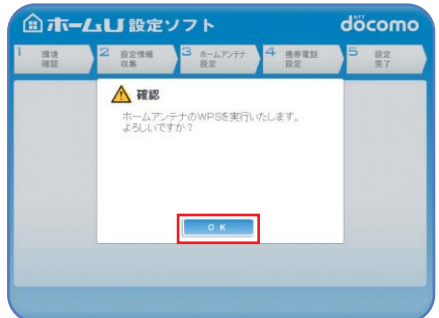 ホームU 設定ソフト
NTT
döcomo
1 環境
確認
2 設定情報
収集
3 ホームアンテナ
設定
4 携帯電話
設定
5 設定
完了
確認
ホームアンテナのWPSを実行いたします。
よろしいですか？
OK